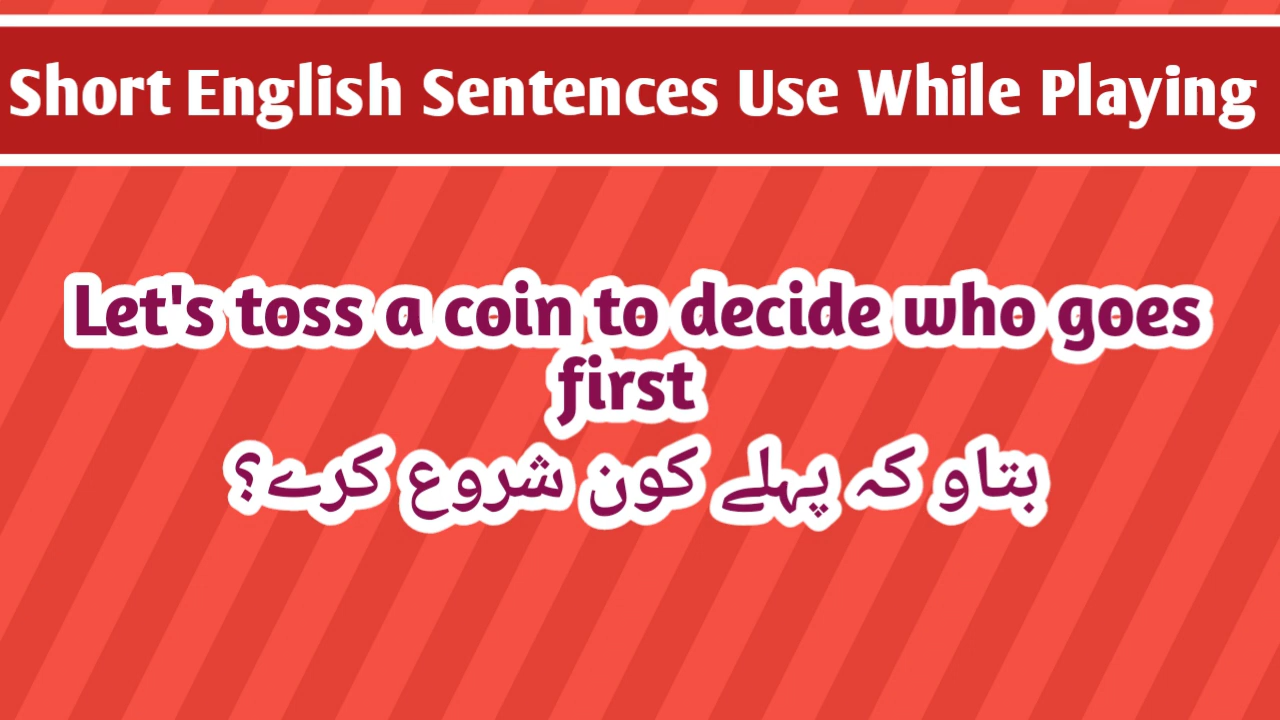 Short English Sentences Use While Playing
Let's toss a coin to decide who goes
first
بتاو کہ پہلے کون شروع کرے؟